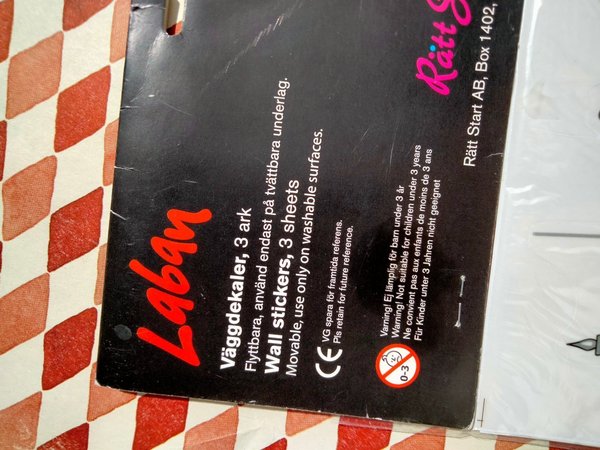 Laban
Väggdekaler, 3 ark
Flyttbara, använd endast på tvättbara underlag.
Wall stickers, 3 sheets
Movable, use only on washable surfaces.
CE
VG spara för framtida referens.
Pls retain for future reference.
0-3
Varning! Ej lämplig för barn under 3 år
Warning! Not suitable for children under 3 years
Ne convient pas aux enfants de moins de 3 ans
Für Kinder unter 3 Jahren nicht geeignet
Rätt S
Rätt Start AB, Box 1402,